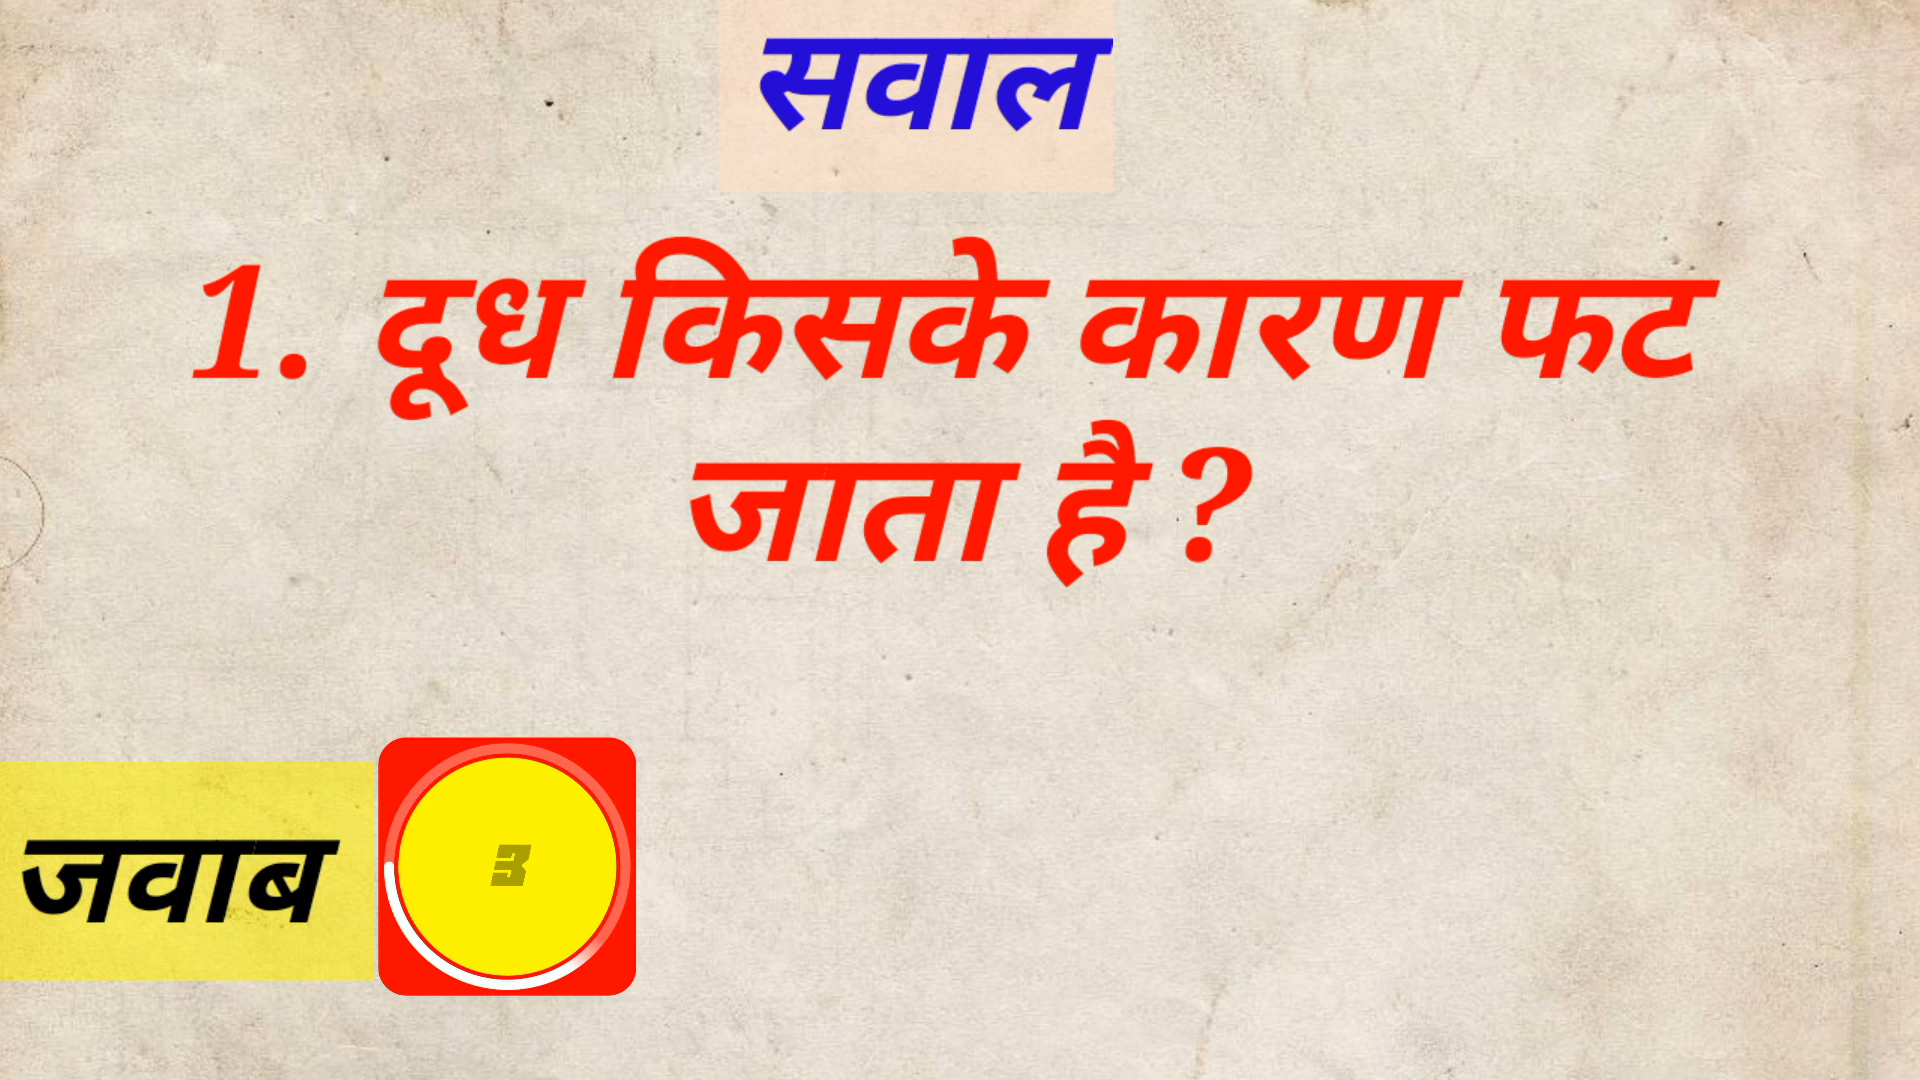 सवाल
1. दूध किसके कारण फट
जाता है ?
जवाब
3